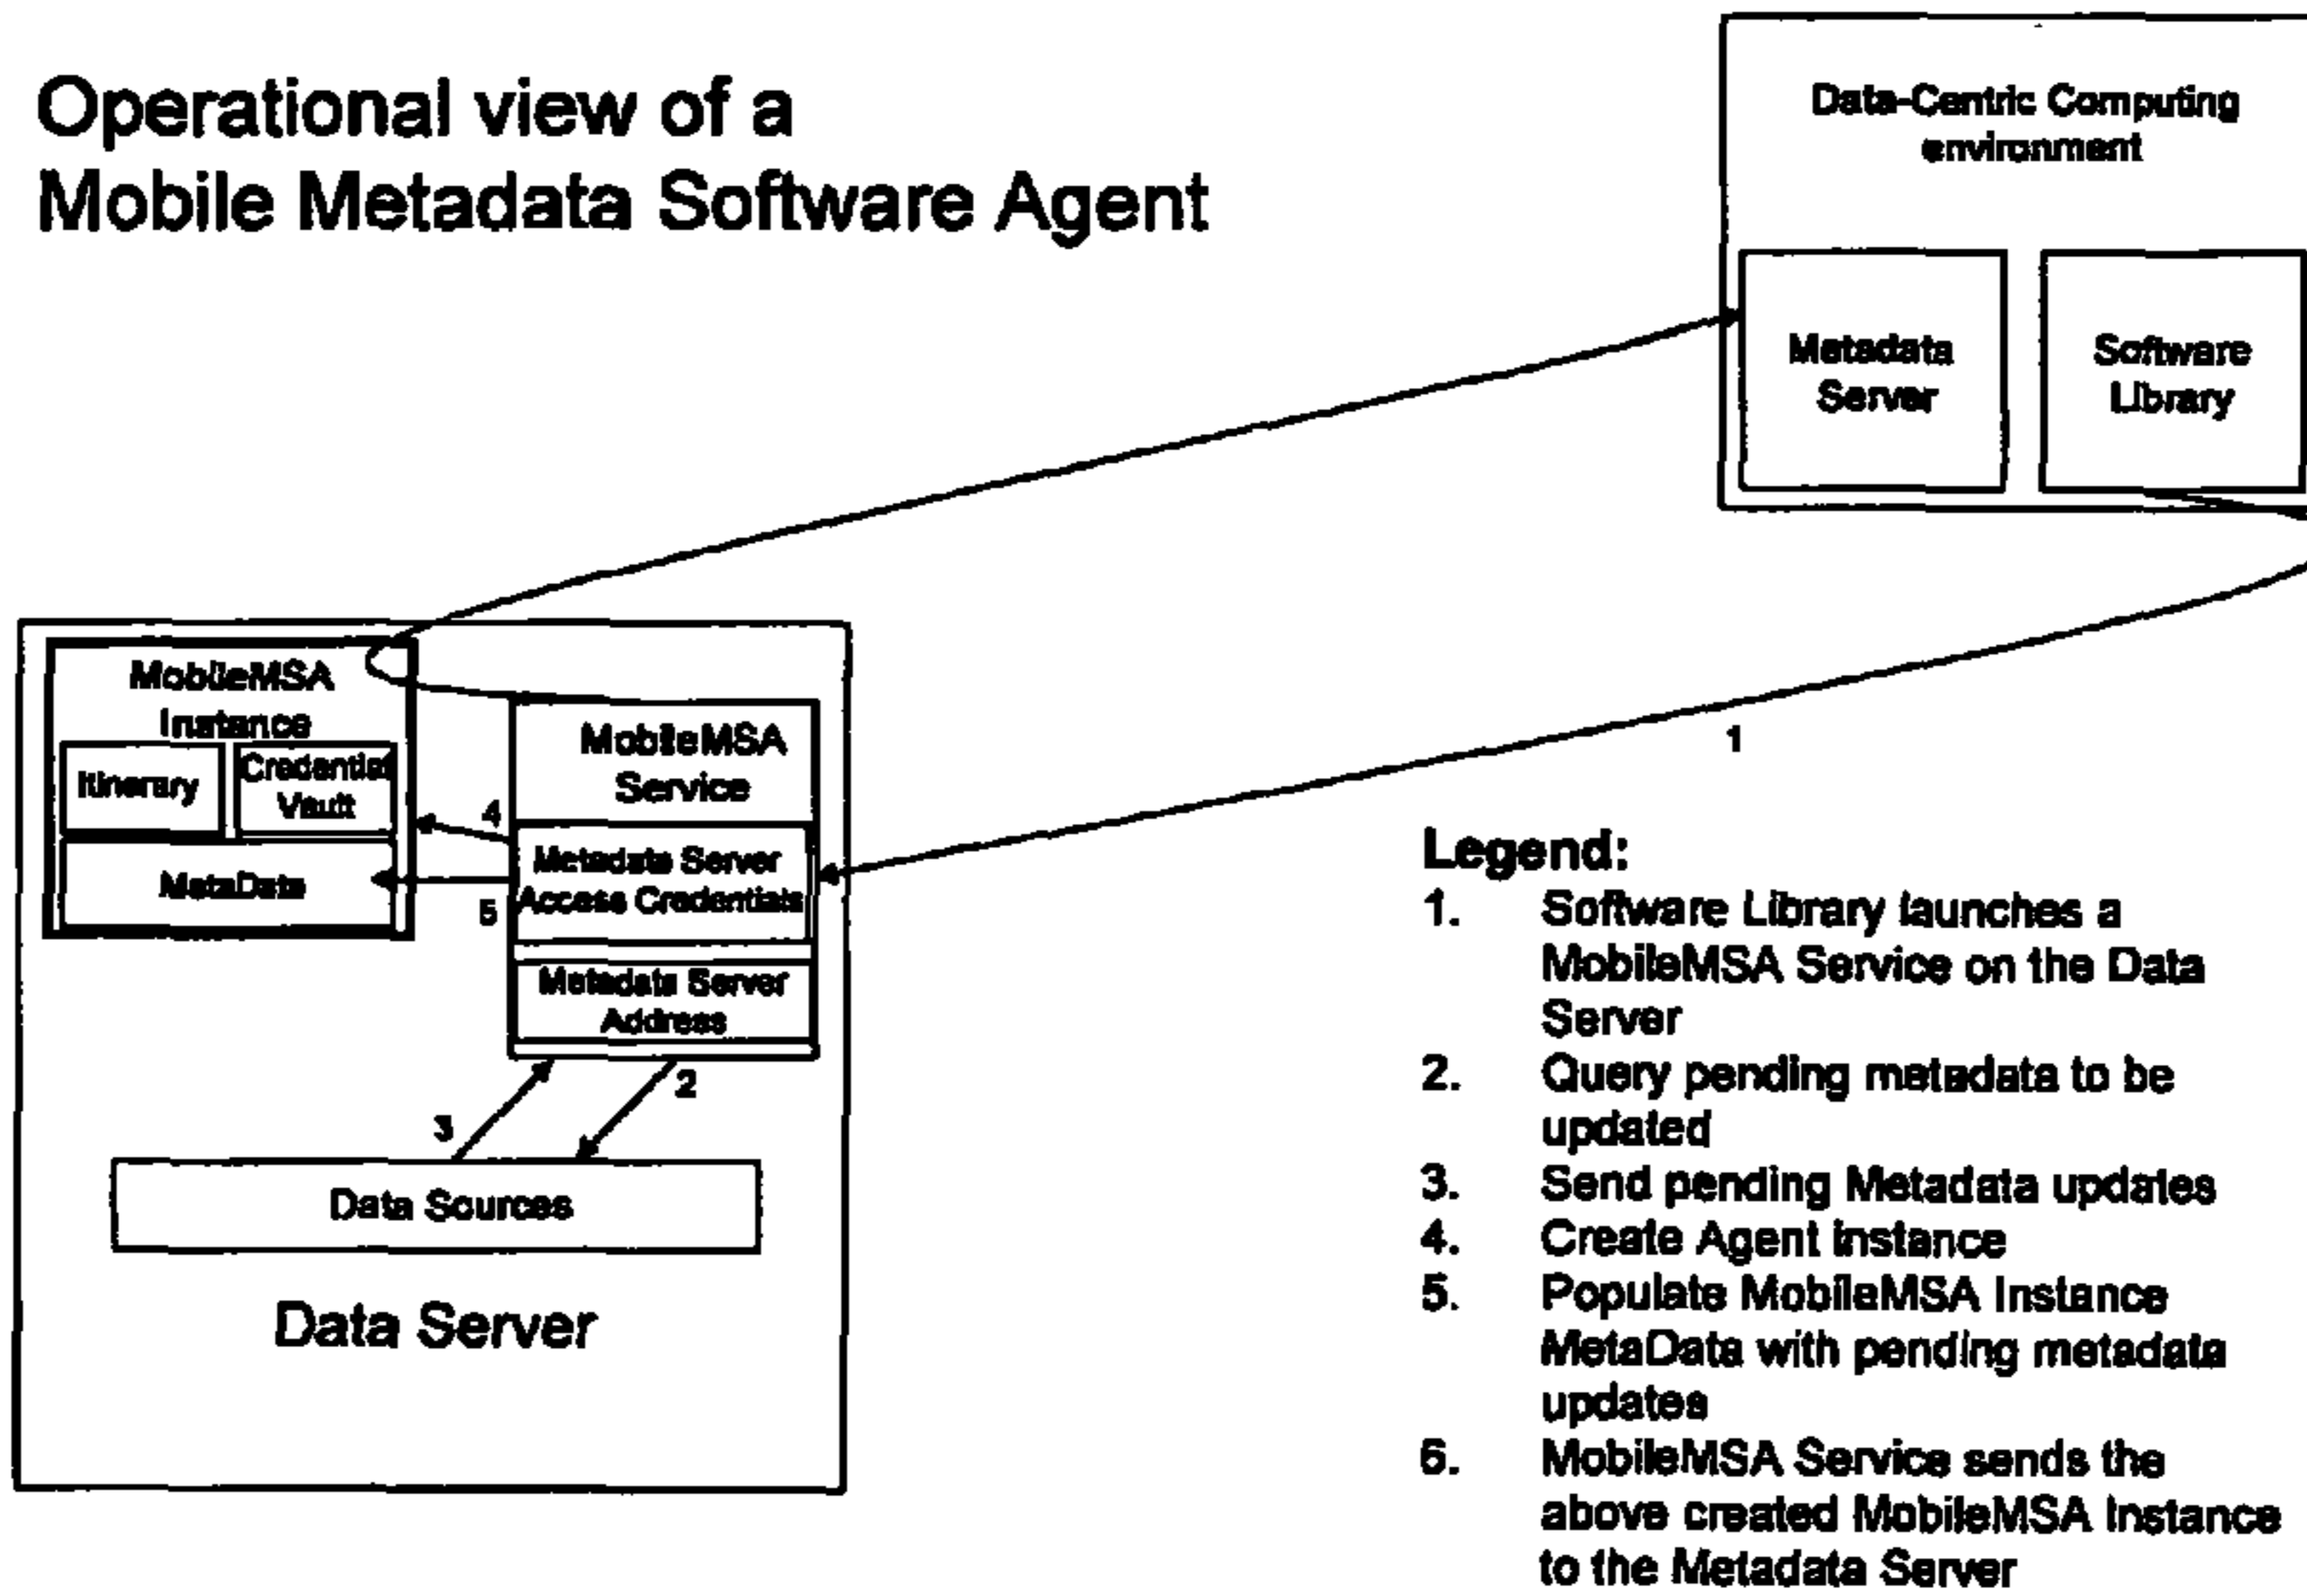 Operational view of a
Mobile Metadata Software Agent
Data-Centric Computing
environment
Metadata
Server
Software
Library
MobileMSA
Instance
Itinerary
Credential
Vault
MetaData
4
5
MobileMSA
Service
Metadata Server
Access Credentials
Metadata Server
Address
2
3
Data Sources
Data Server
1
Legend:
1. Software Library launches a
MobileMSA Service on the Data
Server
2. Query pending metadata to be
updated
3. Send pending Metadata updates
4. Create Agent instance
5. Populate MobileMSA Instance
MetaData with pending metadata
updates
6. MobileMSA Service sends the
above created MobileMSA Instance
to the Metadata Server